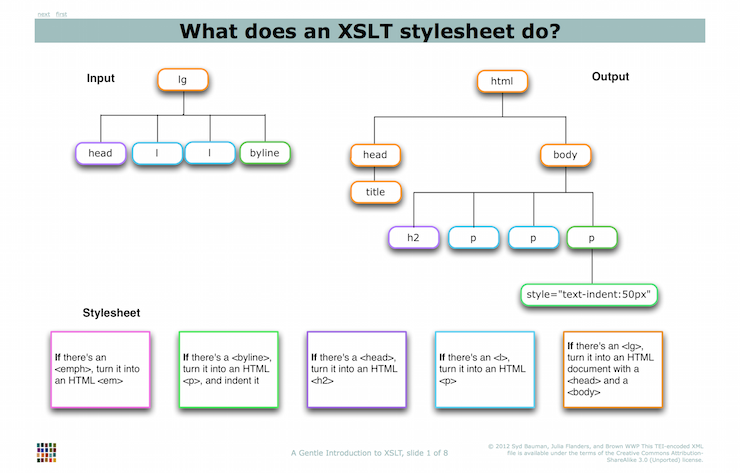 next first
What does an XSLT stylesheet do?
Input
lg
head
l
l
byline
Output
html
head
body
title
h2
p
p
p
style="text-indent:50px"
Stylesheet
If there's an
<emph>, turn it into
an HTML <em>
If there's a <byline>,
turn it into an HTML
<p>, and indent it
If there's a <head>,
turn it into an HTML
<h2>
If there's an <l>,
turn it into an HTML
<p>
If there's an <lg>,
turn it into an HTML
document with a
<head> and a
<body>
A Gentle Introduction to XSLT, slide 1 of 8
© 2012 Syd Bauman, Julia Flanders, and Brown WWP This TEI-encoded XML
file is available under the terms of the Creative Commons Attribution-
ShareAlike 3.0 (Unported) license.